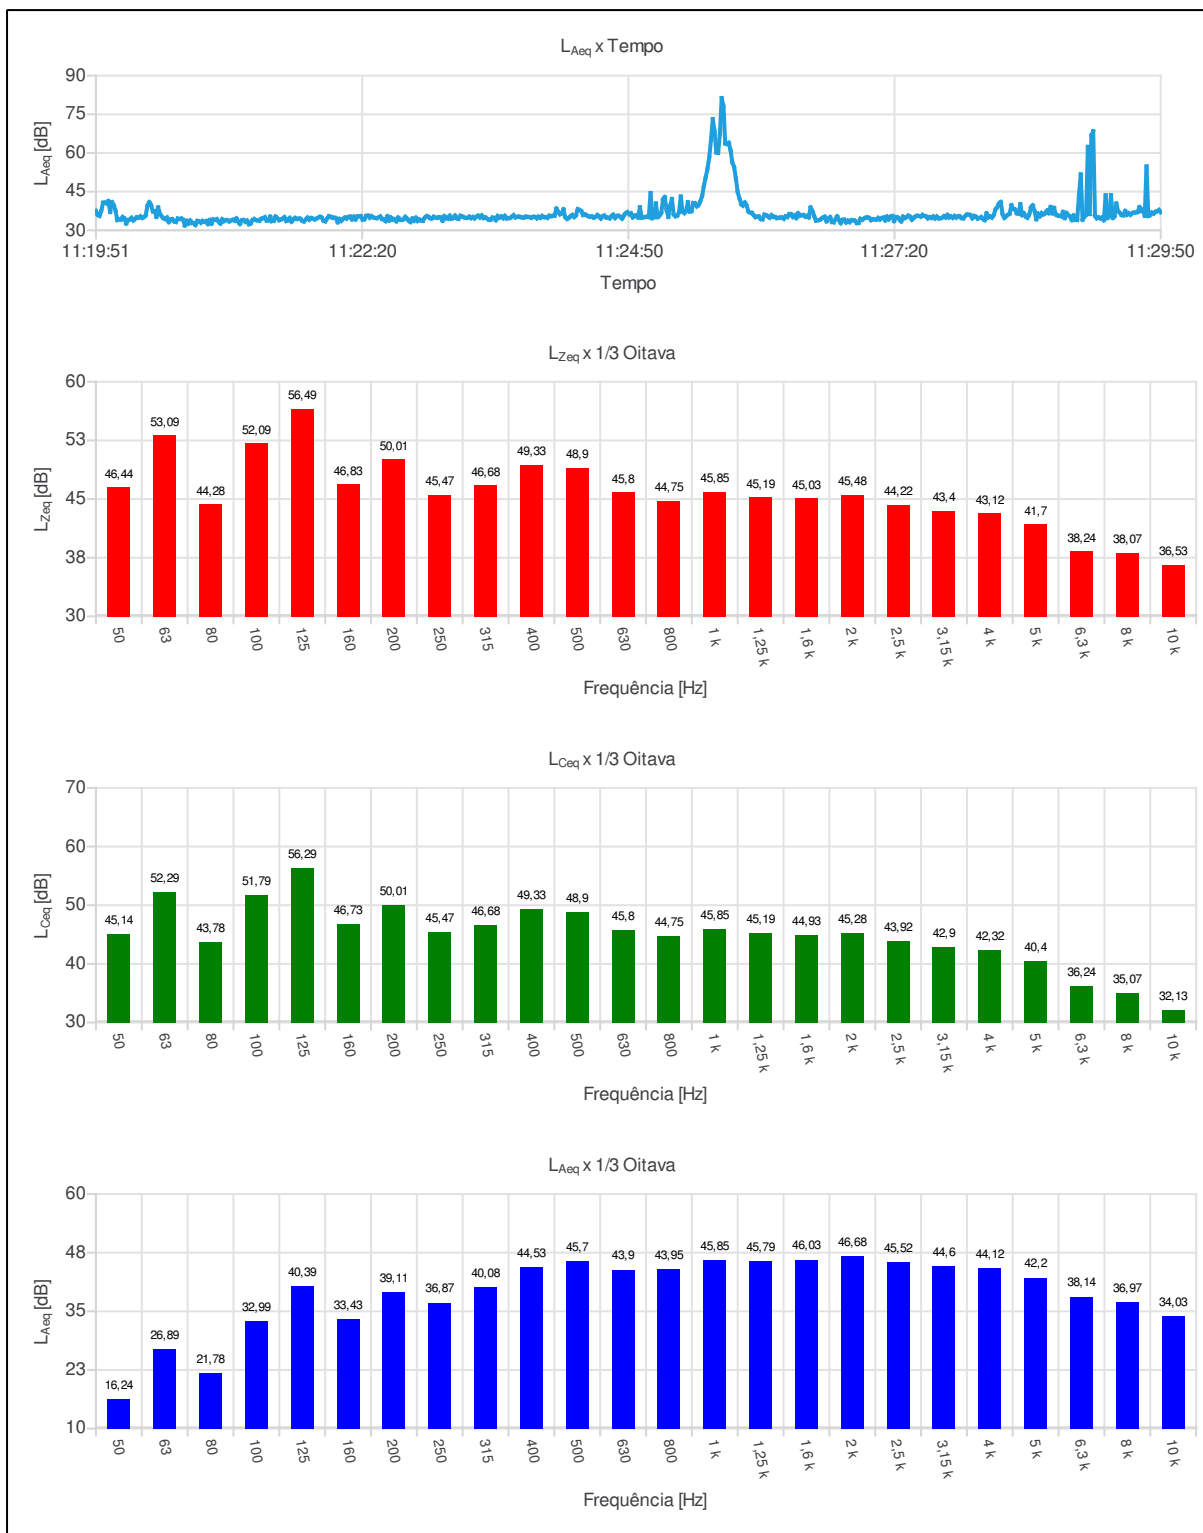 LAeq x Tempo
LAeq [dB]
90
75
60
45
30
11:19:51 11:22:20 11:24:50 11:27:20 11:29:50
Tempo
LZeq x 1/3 Oitava
LZeq [dB]
60
53
45
38
30
46,44 53,09 44,28 52,09 56,49 46,83 50,01 45,47 46,68 49,33 48,9 45,8 44,75 45,85 45,19 45,03 45,48 44,22 43,4 43,12 41,7 38,24 38,07 36,53
50 63 80 100 125 160 200 250 315 400 500 630 800 1 k 1,25 k 1,6 k 2 k 2,5 k 3,15 k 4 k 5 k 6,3 k 8 k 10 k
Frequência [Hz]
LCeq x 1/3 Oitava
LCeq [dB]
70
60
50
40
30
45,14 52,29 43,78 51,79 56,29 46,73 50,01 45,47 46,68 49,33 48,9 45,8 44,75 45,85 45,19 44,93 45,28 43,92 42,9 42,32 40,4 36,24 35,07 32,13
50 63 80 100 125 160 200 250 315 400 500 630 800 1 k 1,25 k 1,6 k 2 k 2,5 k 3,15 k 4 k 5 k 6,3 k 8 k 10 k
Frequência [Hz]
LAeq x 1/3 Oitava
LAeq [dB]
60
48
35
23
10
16,24 26,89 21,78 32,99 40,39 33,43 39,11 36,87 40,08 44,53 45,7 43,9 43,95 45,85 45,79 46,03 46,68 45,52 44,6 44,12 42,2 38,14 36,97 34,03
50 63 80 100 125 160 200 250 315 400 500 630 800 1 k 1,25 k 1,6 k 2 k 2,5 k 3,15 k 4 k 5 k 6,3 k 8 k 10 k
Frequência [Hz]